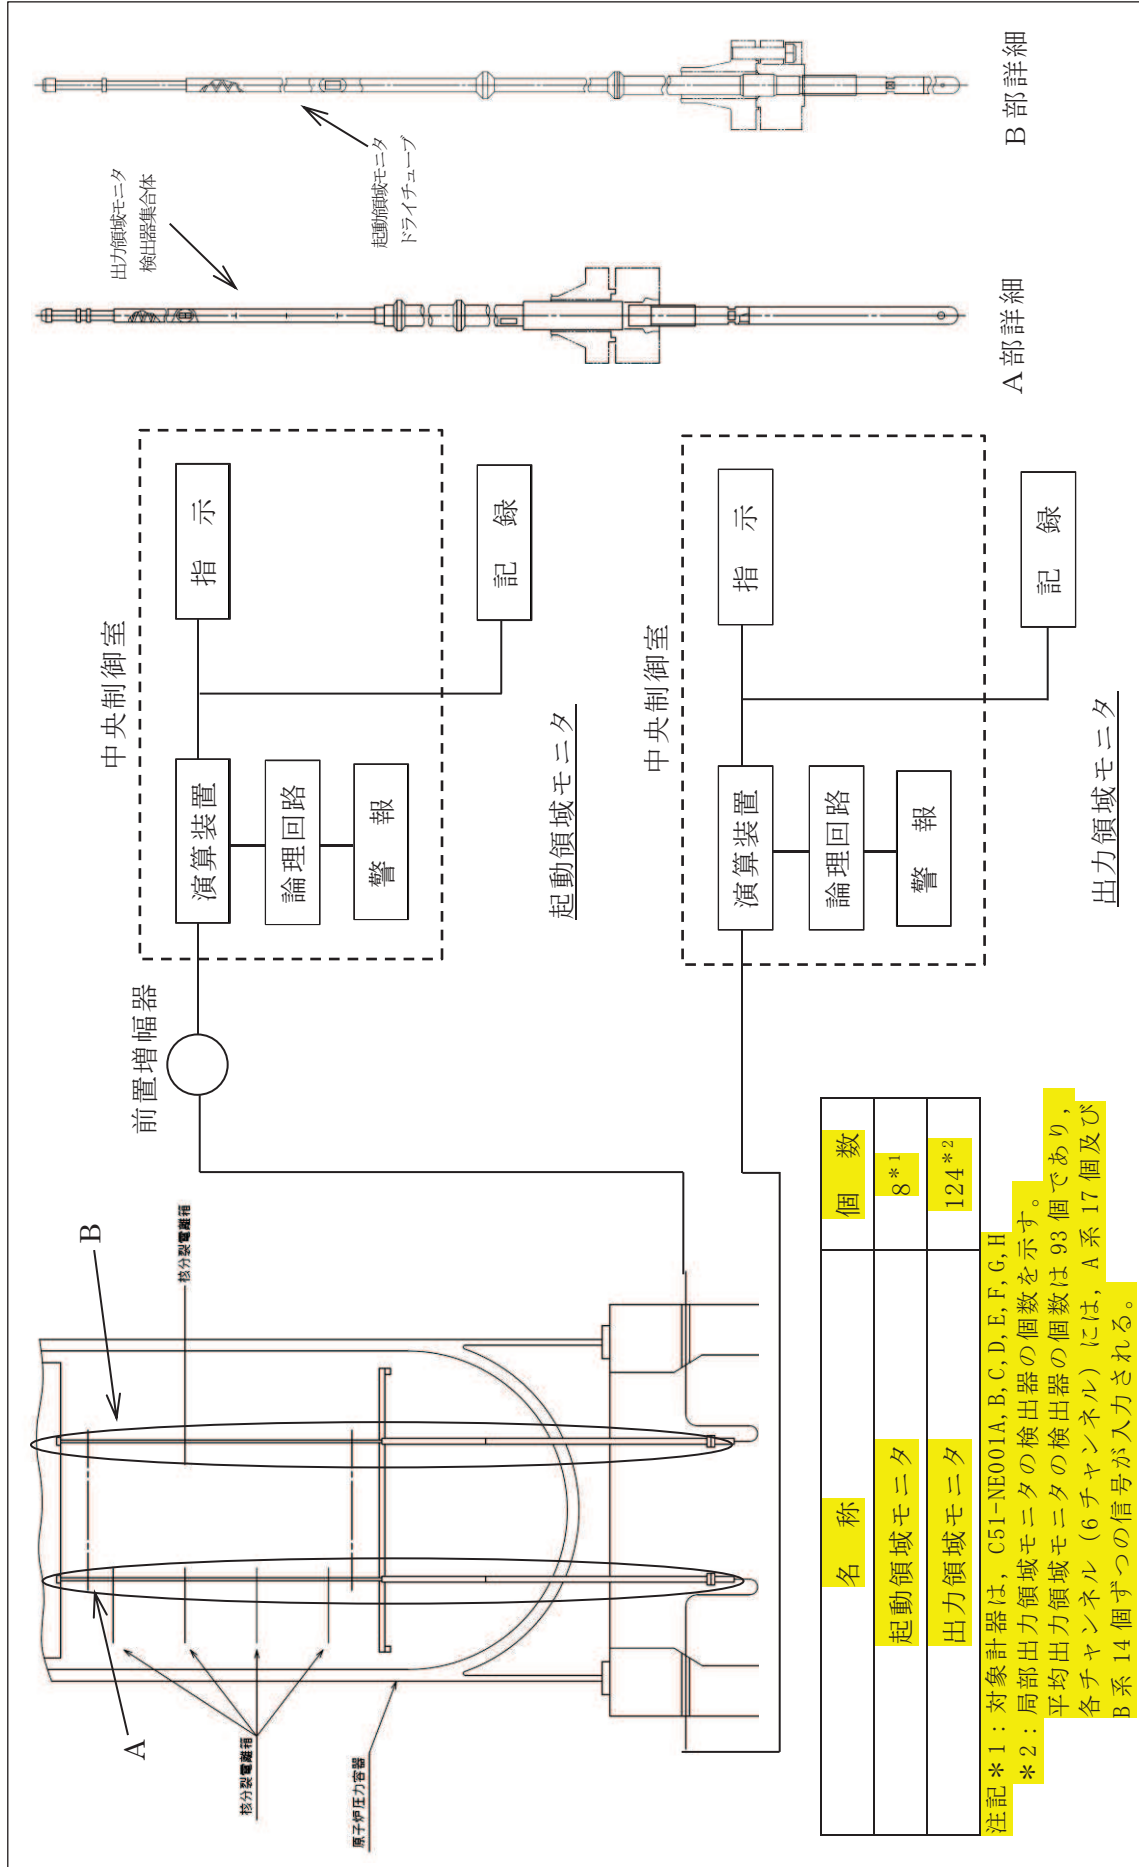 A
B
核分裂電離箱
核分裂電離箱
原子炉圧力容器
前置増幅器
中央制御室
演算装置
指 示
論理回路
警 報
記 録
起動領域モニタ
中央制御室
演算装置
指 示
論理回路
警 報
記 録
出力領域モニタ
出力領域モニタ
検出器集合体
起動領域モニタ
ドライチューブ
A部詳細
B部詳細
名 称 個 数
起動領域モニタ 8*1
出力領域モニタ 124*2
注記*1：対象計器は，C51-NE001A,B,C,D,E,F,G,H
*2：局部出力領域モニタの検出器の個数を示す。
平均出力領域モニタの検出器の個数は93個であり，
各チャンネル（6チャンネル）には，A系17個及び
B系14個ずつの信号が入力される。